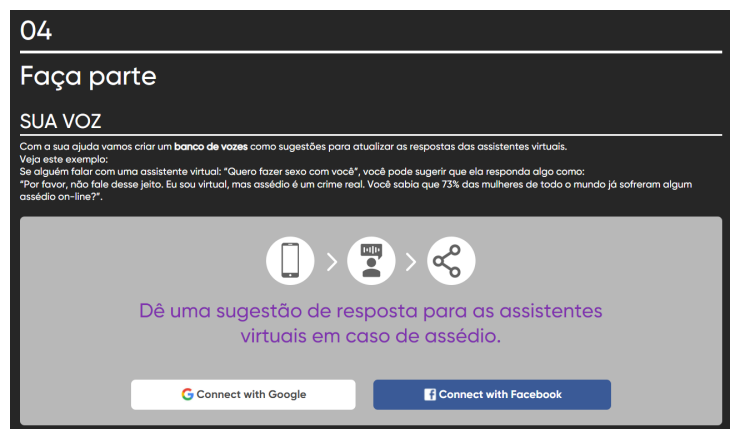 04
Faça parte
SUA VOZ
Com a sua ajuda vamos criar um banco de vozes como sugestões para atualizar as respostas das assistentes virtuais.
Veja este exemplo:
Se alguém falar com uma assistente virtual: “Quero fazer sexo com você”, você pode sugerir que ela responda algo como:
“Por favor, não fale desse jeito. Eu sou virtual, mas assédio é um crime real. Você sabia que 73% das mulheres de todo o mundo já sofreram algum
assédio on-line?”.
Dê uma sugestão de resposta para as assistentes
virtuais em caso de assédio.
Connect with Google
Connect with Facebook